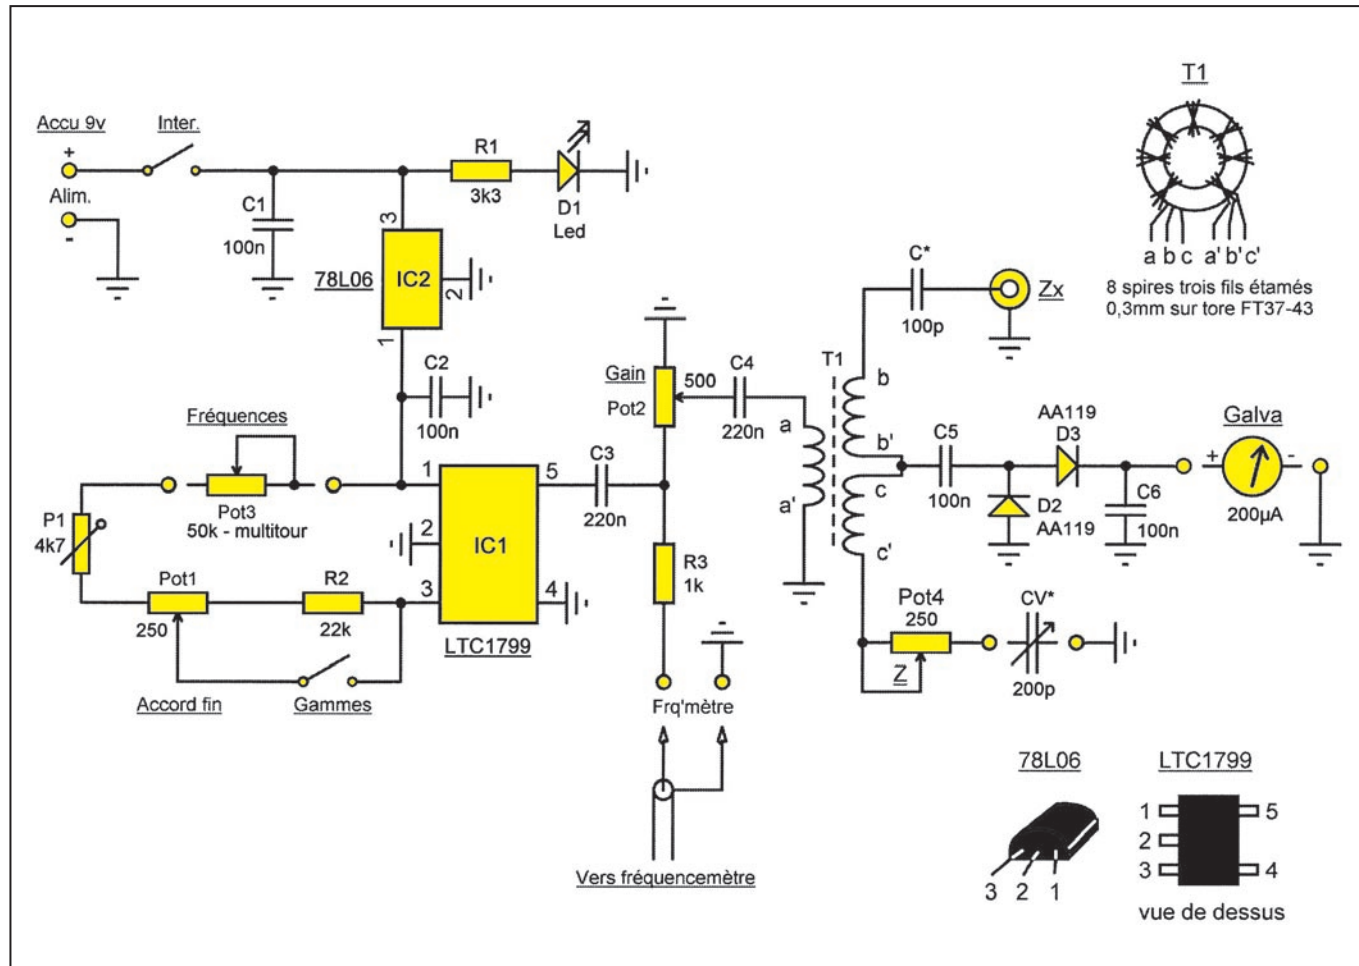 T1
Accu 9v
Inter.
+
Alim.
-
C1
100n
R1
3k3
D1
Led
3
78L06
IC2
2
1
a b c a' b' c'
8 spires trois fils étamés
0,3mm sur tore FT37-43
C*
100p
Zx
C2
100n
Gain
Pot2
500
C4
220n
T1
a
a'
b
b'
c
c'
C5
100n
AA119
D3
D2
AA119
C6
100n
Galva
+
-
200µA
Fréquences
Pot3
50k - multitour
P1
4k7
Pot1
250
R2
22k
Accord fin
Gammes
1
2
3
5
4
IC1
LTC1799
C3
220n
R3
1k
Pot4
250
Z
CV*
200p
Frq'mètre
Vers fréquencemètre
78L06
3 2 1
LTC1799
1
2
3
5
4
vue de dessus